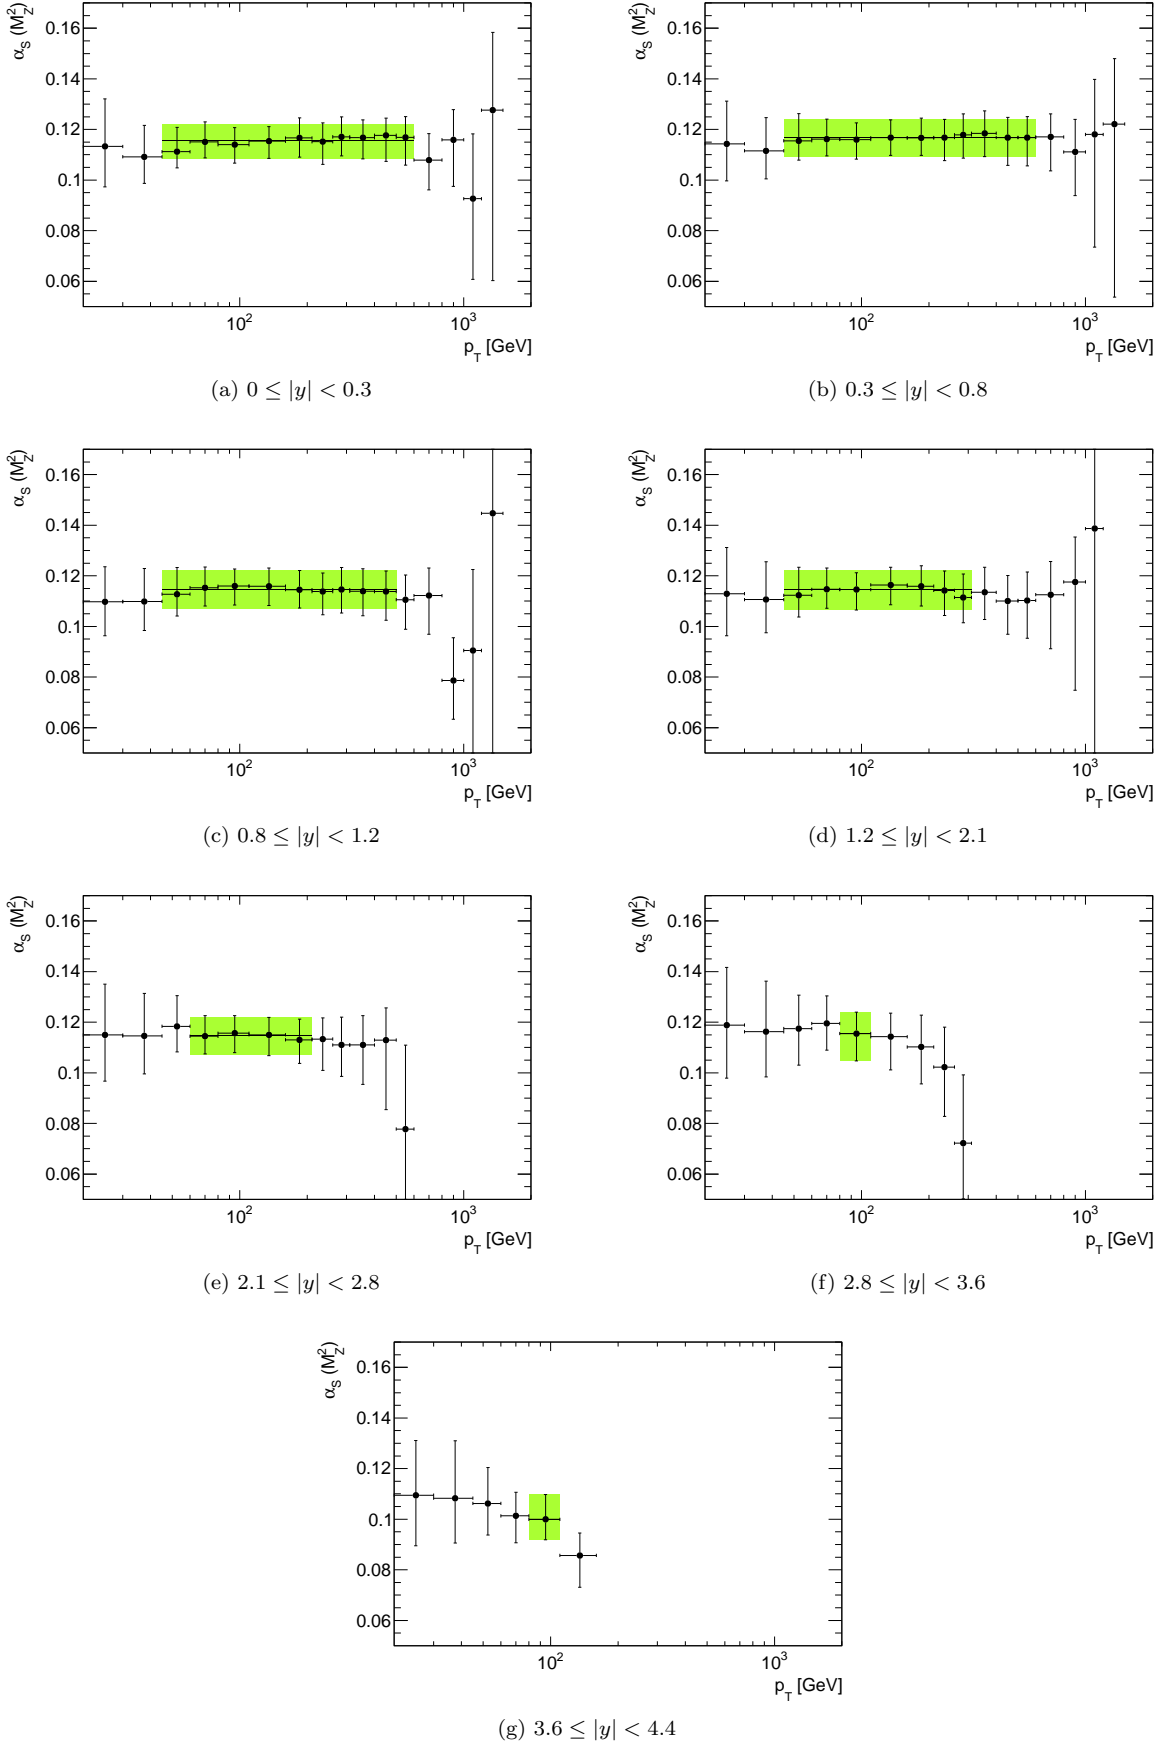 α_S (M_Z^2)
0.16
0.14
0.12
0.1
0.08
0.06
10^2
10^3
p_T [GeV]
(a) 0 ≤ |y| < 0.3
α_S (M_Z^2)
0.16
0.14
0.12
0.1
0.08
0.06
10^2
10^3
p_T [GeV]
(b) 0.3 ≤ |y| < 0.8
α_S (M_Z^2)
0.16
0.14
0.12
0.1
0.08
0.06
10^2
10^3
p_T [GeV]
(c) 0.8 ≤ |y| < 1.2
α_S (M_Z^2)
0.16
0.14
0.12
0.1
0.08
0.06
10^2
10^3
p_T [GeV]
(d) 1.2 ≤ |y| < 2.1
α_S (M_Z^2)
0.16
0.14
0.12
0.1
0.08
0.06
10^2
10^3
p_T [GeV]
(e) 2.1 ≤ |y| < 2.8
α_S (M_Z^2)
0.16
0.14
0.12
0.1
0.08
0.06
10^2
10^3
p_T [GeV]
(f) 2.8 ≤ |y| < 3.6
α_S (M_Z^2)
0.16
0.14
0.12
0.1
0.08
0.06
10^2
10^3
p_T [GeV]
(g) 3.6 ≤ |y| < 4.4